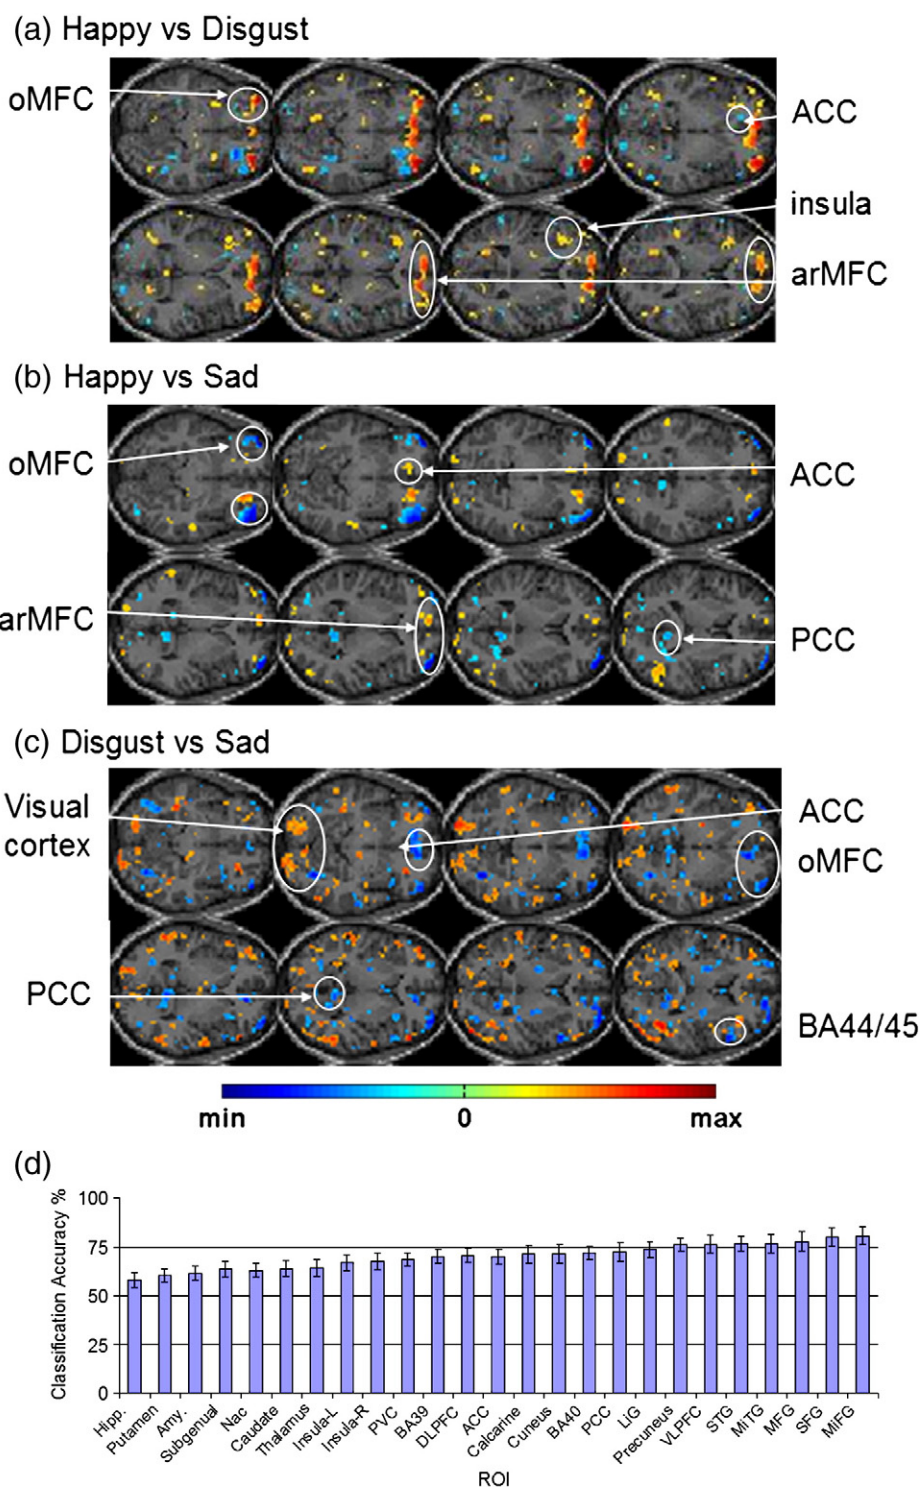 (a) Happy vs Disgust
oMFC
ACC
insula
arMFC
(b) Happy vs Sad
oMFC
ACC
arMFC
PCC
(c) Disgust vs Sad
Visual
cortex
ACC
oMFC
PCC
BA44/45
min 0 max
(d)
Classification Accuracy %
100
75
50
25
0
Hipp.
Putamen
Amy.
Subgenual
Nac
Caudate
Thalamus
Insula-L
Insula-R
PVC
BA39
DLPFC
ACC
Calcarine
Cuneus
BA40
PCC
LiG
Precuneus
VLPFC
STG
MiTG
MFG
SFG
MiFG
ROI